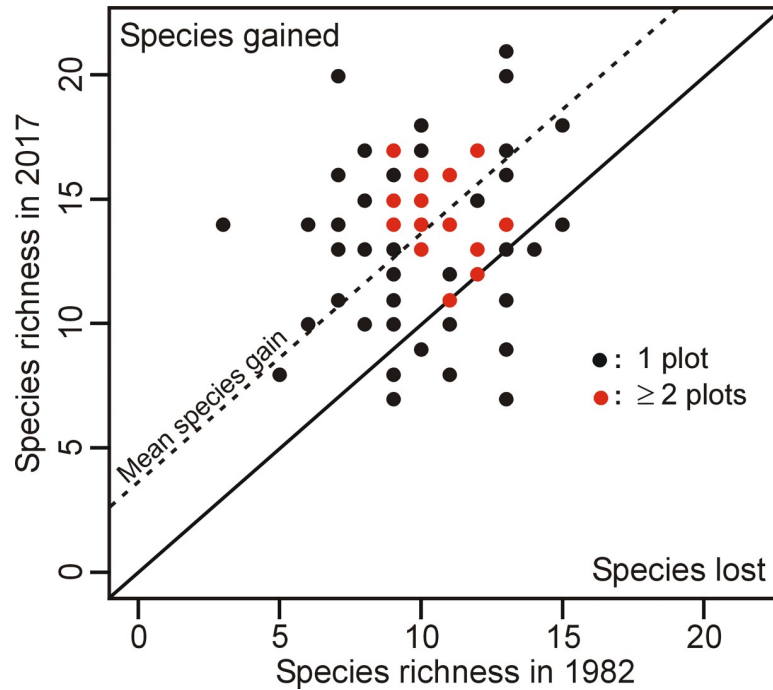 Species gained
Species richness in 2017
20
15
10
5
0
Mean species gain
: 1 plot
: ≥ 2 plots
Species lost
0 5 10 15 20
Species richness in 1982